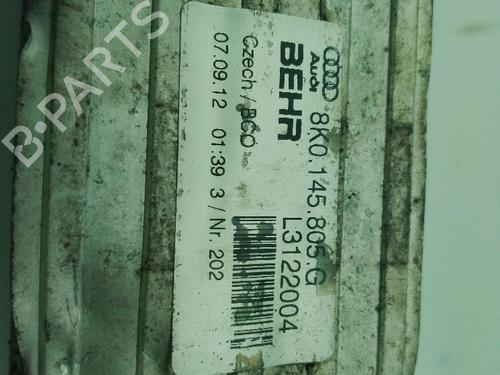 Audi 8K0.145.805.G
BEHR L3122004
Czech / BCO
07.09.12 01:39 3 / Nr. 202
B-PARTS